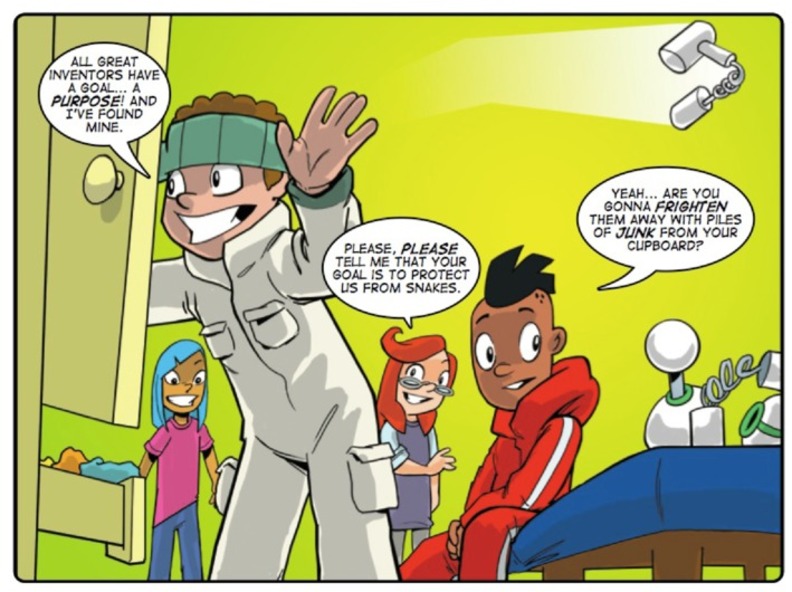 ALL GREAT
INVENTORS HAVE
A GOAL... A
PURPOSE! AND
I'VE FOUND
MINE.
PLEASE, PLEASE
TELL ME THAT YOUR
GOAL IS TO PROTECT
US FROM SNAKES.
YEAH... ARE YOU
GONNA FRIGHTEN
THEM AWAY WITH PILES
OF JUNK FROM YOUR
CUPBOARD?